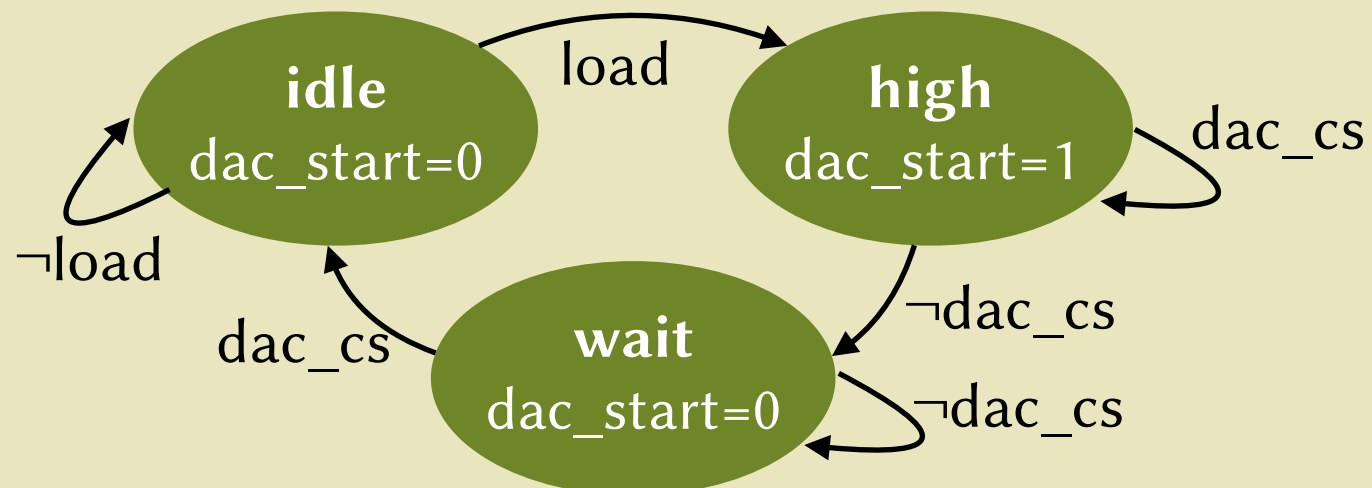 idle
dac_start=0
load
high
dac_start=1
dac_cs
¬load
dac_cs
wait
dac_start=0
¬dac_cs
¬dac_cs